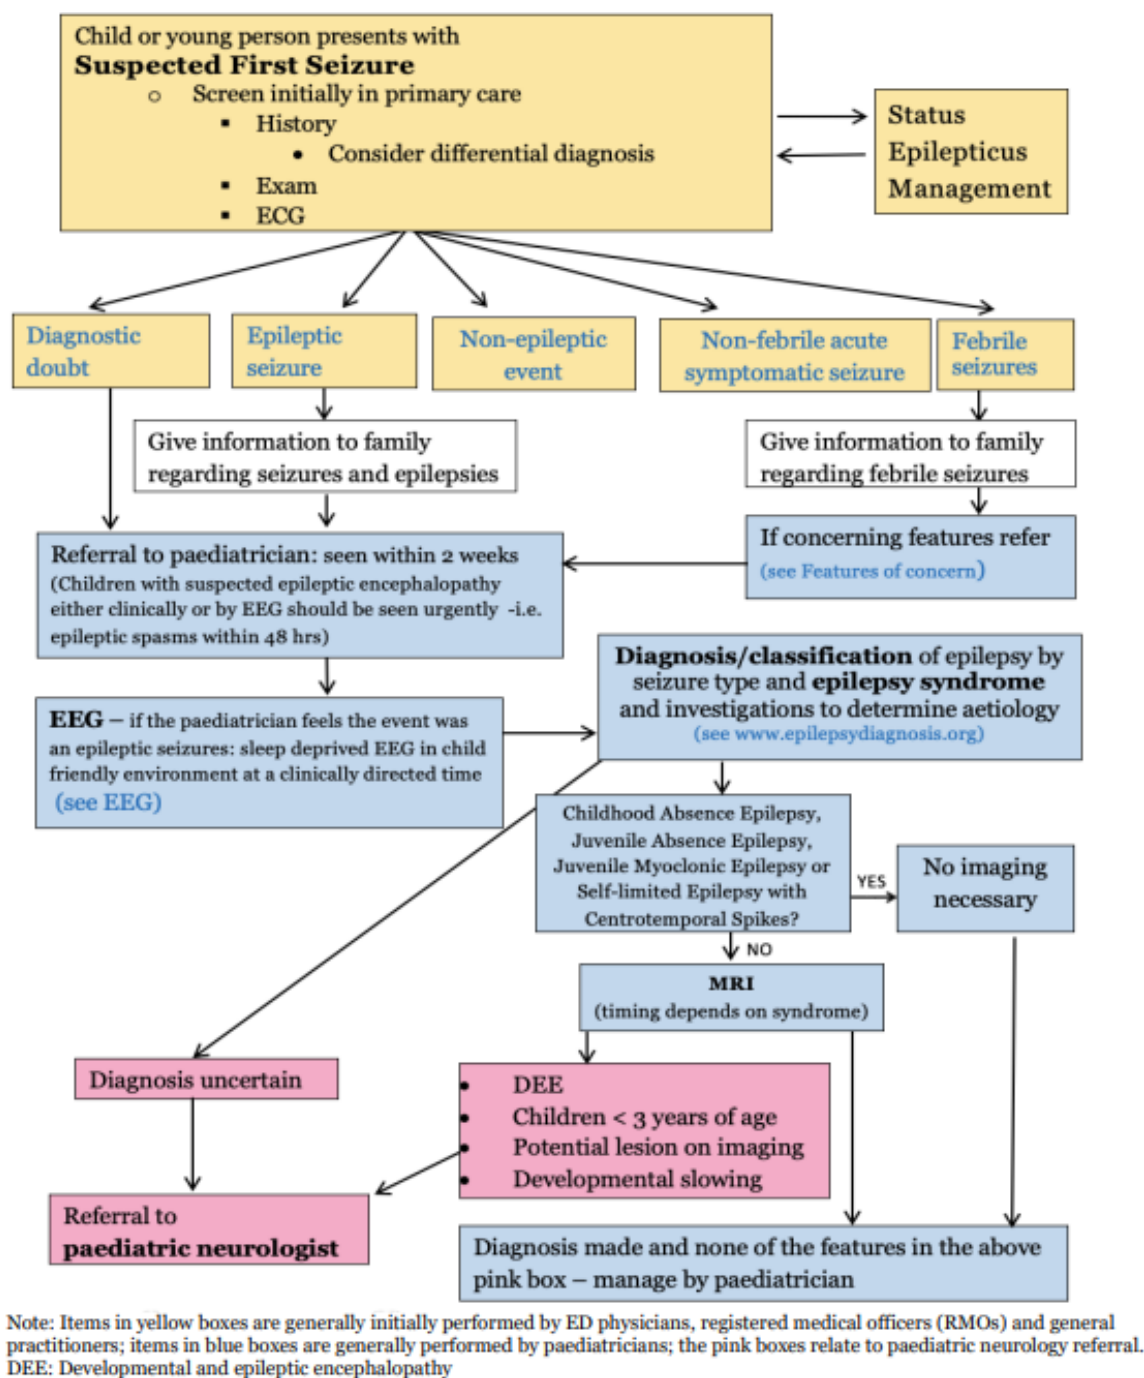 Child or young person presents with
Suspected First Seizure
o Screen initially in primary care
▪ History
• Consider differential diagnosis
▪ Exam
▪ ECG
Status
Epilepticus
Management
Diagnostic
doubt
Epileptic
seizure
Non-epileptic
event
Non-febrile acute
symptomatic seizure
Febrile
seizures
Give information to family
regarding seizures and epilepsies
Give information to family
regarding febrile seizures
Referral to paediatrician: seen within 2 weeks
(Children with suspected epileptic encephalopathy
either clinically or by EEG should be seen urgently -i.e.
epileptic spasms within 48 hrs)
If concerning features refer
(see Features of concern)
EEG – if the paediatrician feels the event was
an epileptic seizures: sleep deprived EEG in child
friendly environment at a clinically directed time
(see EEG)
Diagnosis/classification of epilepsy by
seizure type and epilepsy syndrome
and investigations to determine aetiology
(see www.epilepsydiagnosis.org)
Childhood Absence Epilepsy,
Juvenile Absence Epilepsy,
Juvenile Myoclonic Epilepsy or
Self-limited Epilepsy with
Centrotemporal Spikes?
YES
No imaging
necessary
NO
MRI
(timing depends on syndrome)
Diagnosis uncertain
• DEE
• Children < 3 years of age
• Potential lesion on imaging
• Developmental slowing
Referral to
paediatric neurologist
Diagnosis made and none of the features in the above
pink box – manage by paediatrician
Note: Items in yellow boxes are generally initially performed by ED physicians, registered medical officers (RMOs) and general
practitioners; items in blue boxes are generally performed by paediatricians; the pink boxes relate to paediatric neurology referral.
DEE: Developmental and epileptic encephalopathy